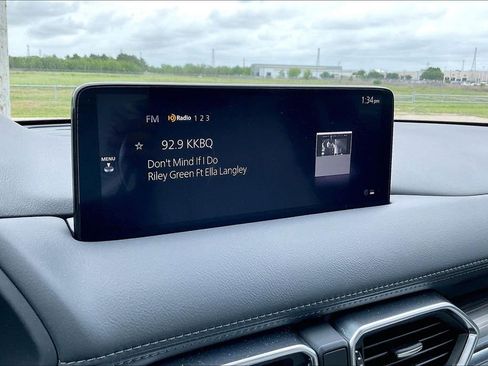 1:34 pm
FM HD Radio 1 2 3
92.9 KKBQ
MENU
Don't Mind If I Do
Riley Green Ft Ella Langley